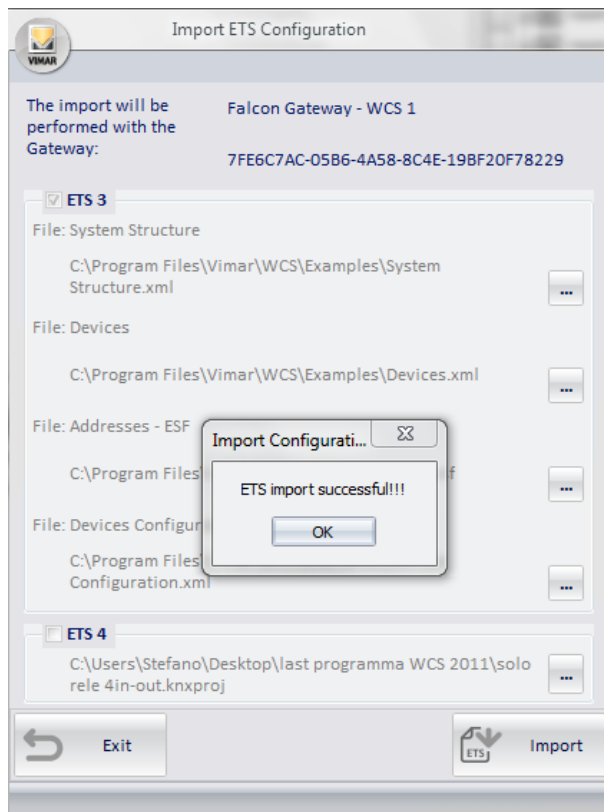 Import ETS Configuration
VIMAR
The import will be
performed with the
Gateway:
Falcon Gateway - WCS 1
7FE6C7AC-05B6-4A58-8C4E-19BF20F78229
ETS 3
File: System Structure
C:\Program Files\Vimar\WCS\Examples\System
Structure.xml
...
File: Devices
C:\Program Files\Vimar\WCS\Examples\Devices.xml
...
File: Addresses - ESF
C:\Program Files
...
File: Devices Configur
C:\Program Files
Configuration.xml
...
Import Configurati...
ETS import successful!!!
OK
ETS 4
C:\Users\Stefano\Desktop\last programma WCS 2011\solo
rele 4in-out.knxproj
...
Exit
ETS
Import